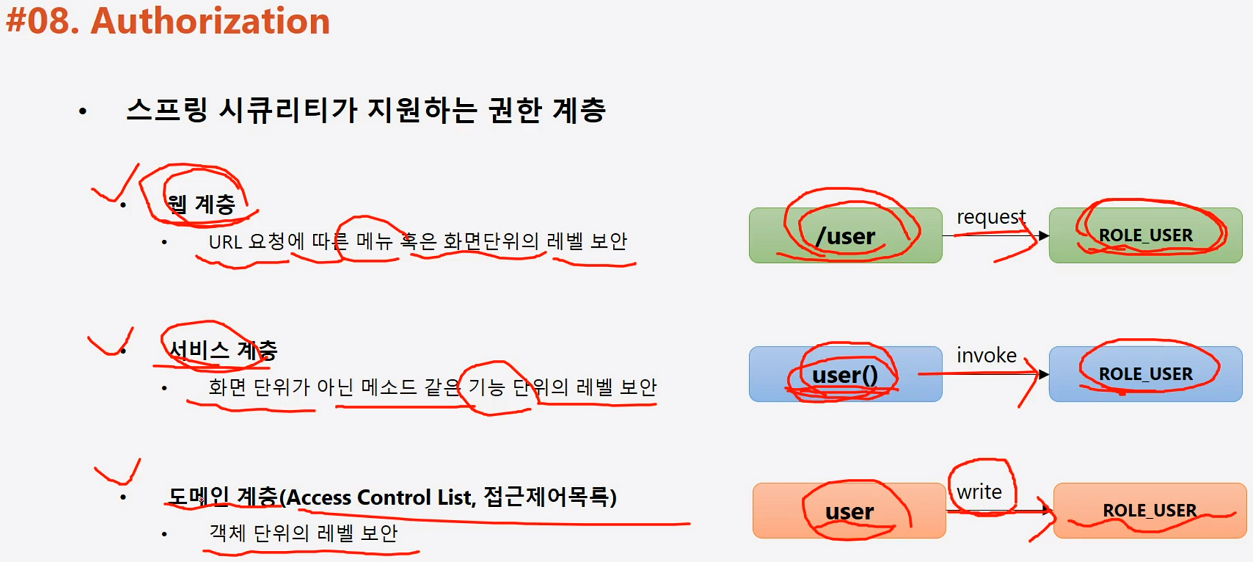 #08. Authorization
• 스프링 시큐리티가 지원하는 권한 계층
• 웹 계층
• URL 요청에 따른 메뉴 혹은 화면단위의 레벨 보안
/user
request
ROLE_USER
• 서비스 계층
• 화면 단위가 아닌 메소드 같은 기능 단위의 레벨 보안
user()
invoke
ROLE_USER
• 도메인 계층(Access Control List, 접근제어목록)
• 객체 단위의 레벨 보안
user
write
ROLE_USER